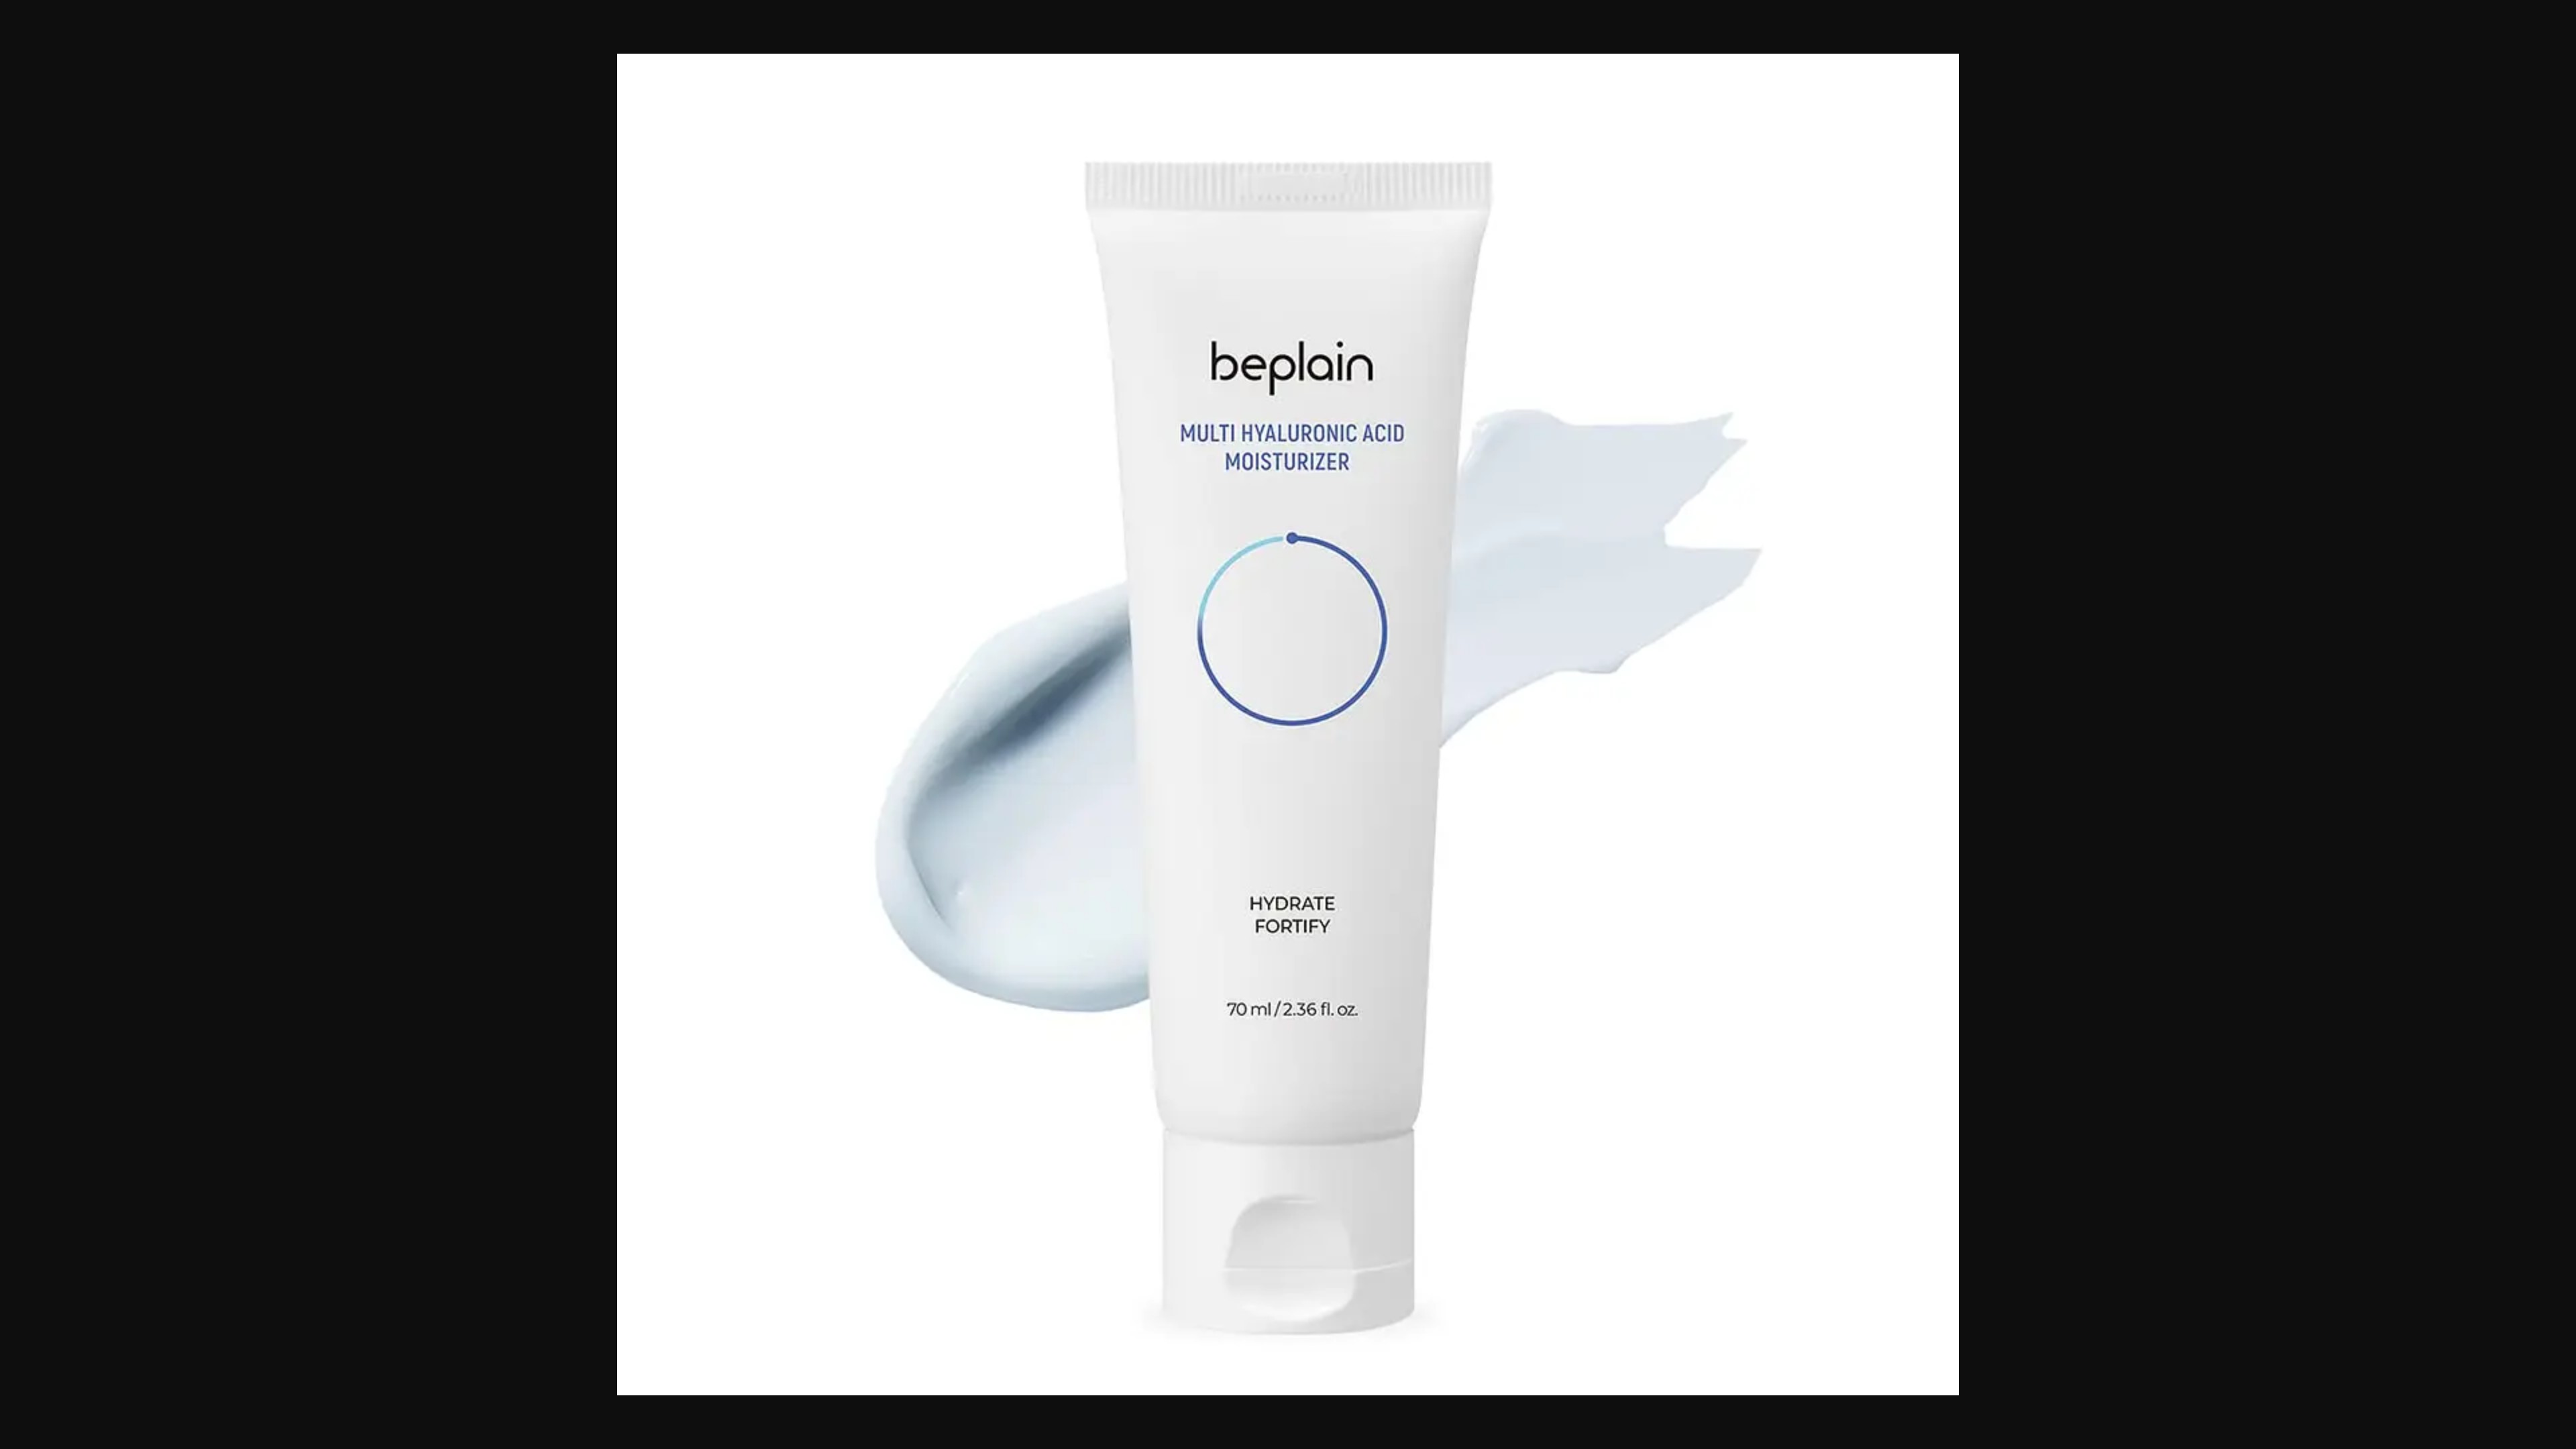 beplain
MULTI HYALURONIC ACID
MOISTURIZER
HYDRATE
FORTIFY
70 ml / 2.36 fl. oz.